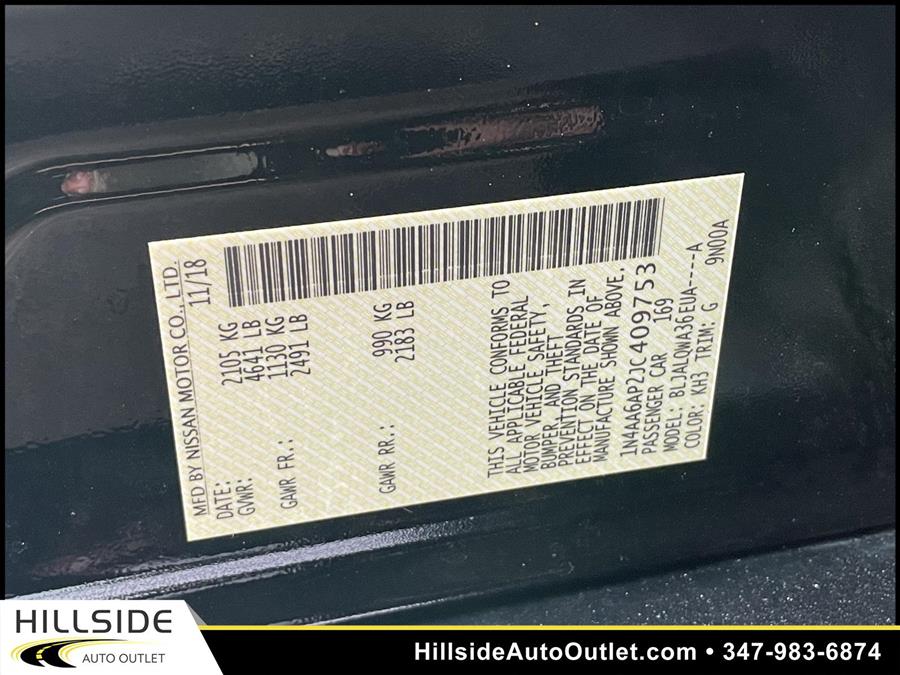 MFD BY NISSAN MOTOR CO., LTD.
DATE: 11/18
GVWR: 2105 KG
4641 LB
GAWR FR.: 1130 KG
2491 LB
GAWR RR.: 990 KG
2183 LB
THIS VEHICLE CONFORMS TO
ALL APPLICABLE FEDERAL
MOTOR VEHICLE SAFETY,
BUMPER, AND THEFT
PREVENTION STANDARDS IN
EFFECT ON THE DATE OF
MANUFACTURE SHOWN ABOVE.
1N4AA6AP2JC409753
PASSENGER CAR 169
MODEL: BLJALQWA36EUA----A
COLOR: KH3 TRIM: G 9N00A
HILLSIDE
AUTO OUTLET
HillsideAutoOutlet.com • 347-983-6874